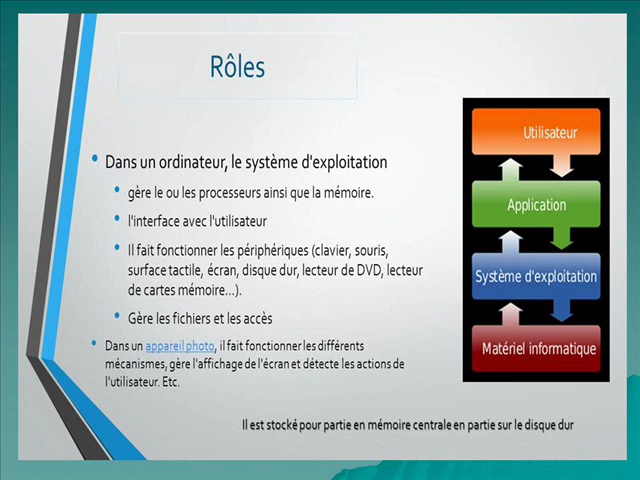 Rôles
Dans un ordinateur, le système d'exploitation
gère le ou les processeurs ainsi que la mémoire.
l'interface avec l'utilisateur
Il fait fonctionner les périphériques (clavier, souris,
surface tactile, écran, disque dur, lecteur de DVD, lecteur
de cartes mémoire...).
Gère les fichiers et les accès
Dans un appareil photo, il fait fonctionner les différents
mécanismes, gère l'affichage de l'écran et détecte les actions de
l'utilisateur. Etc.
Utilisateur
Application
Système d'exploitation
Matériel informatique
Il est stocké pour partie en mémoire centrale en partie sur le disque dur